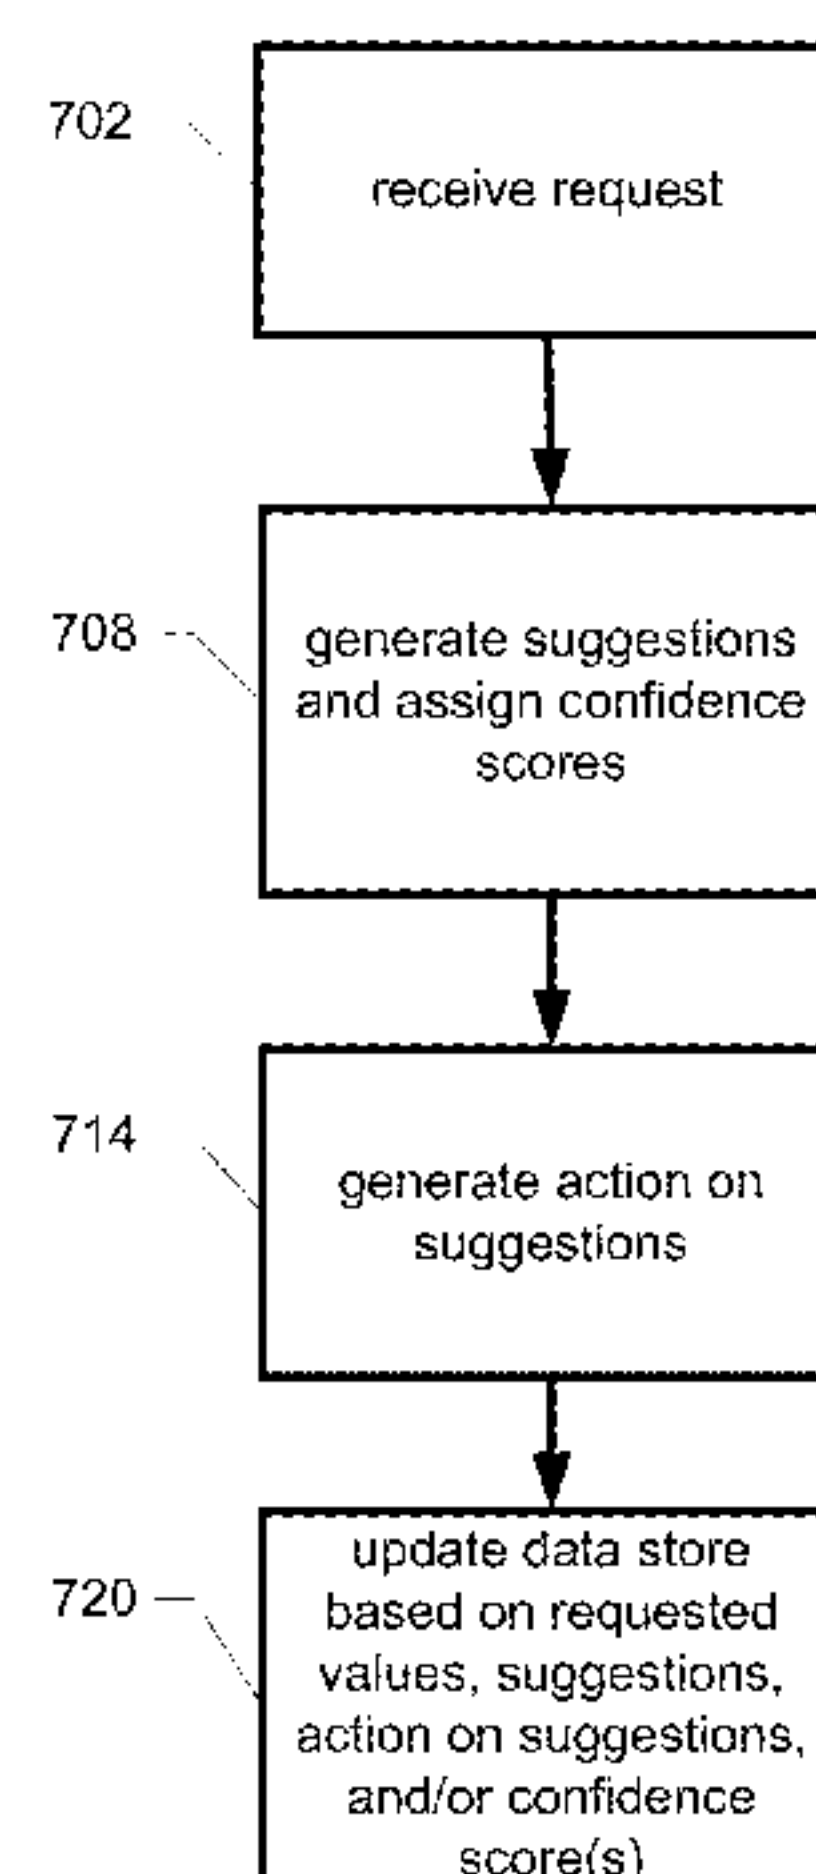 702
receive request
708
generate suggestions
and assign confidence
scores
714
generate action on
suggestions
720
update data store
based on requested
values, suggestions,
action on suggestions,
and/or confidence
score(s)